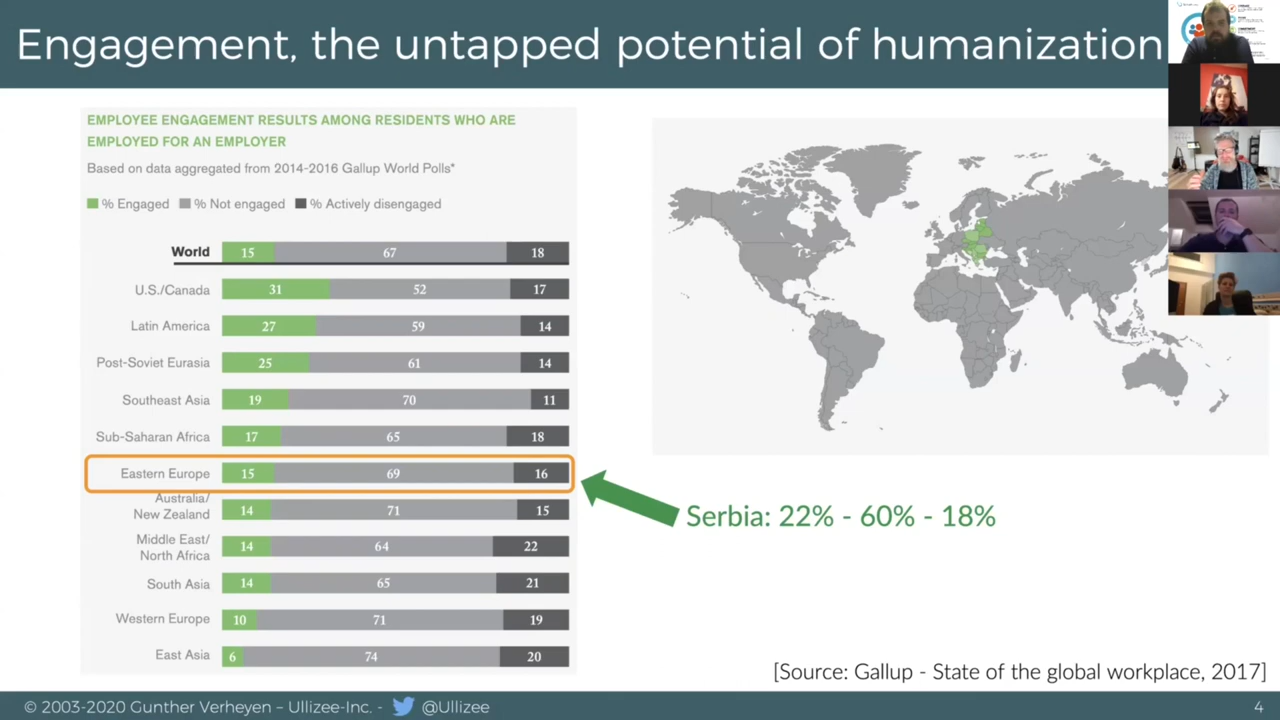 Engagement, the untapped potential of humanization
EMPLOYEE ENGAGEMENT RESULTS AMONG RESIDENTS WHO ARE
EMPLOYED FOR AN EMPLOYER
Based on data aggregated from 2014-2016 Gallup World Polls*
% Engaged % Not engaged % Actively disengaged
World 15 67 18
U.S./Canada 31 52 17
Latin America 27 59 14
Post-Soviet Eurasia 25 61 14
Southeast Asia 19 70 11
Sub-Saharan Africa 17 65 18
Eastern Europe 15 69 16
Australia/
New Zealand 14 71 15
Middle East/
North Africa 14 64 22
South Asia 14 65 21
Western Europe 10 71 19
East Asia 6 74 20
Serbia: 22% - 60% - 18%
[Source: Gallup - State of the global workplace, 2017]
© 2003-2020 Gunther Verheyen – Ullizee-Inc. - @Ullizee
4